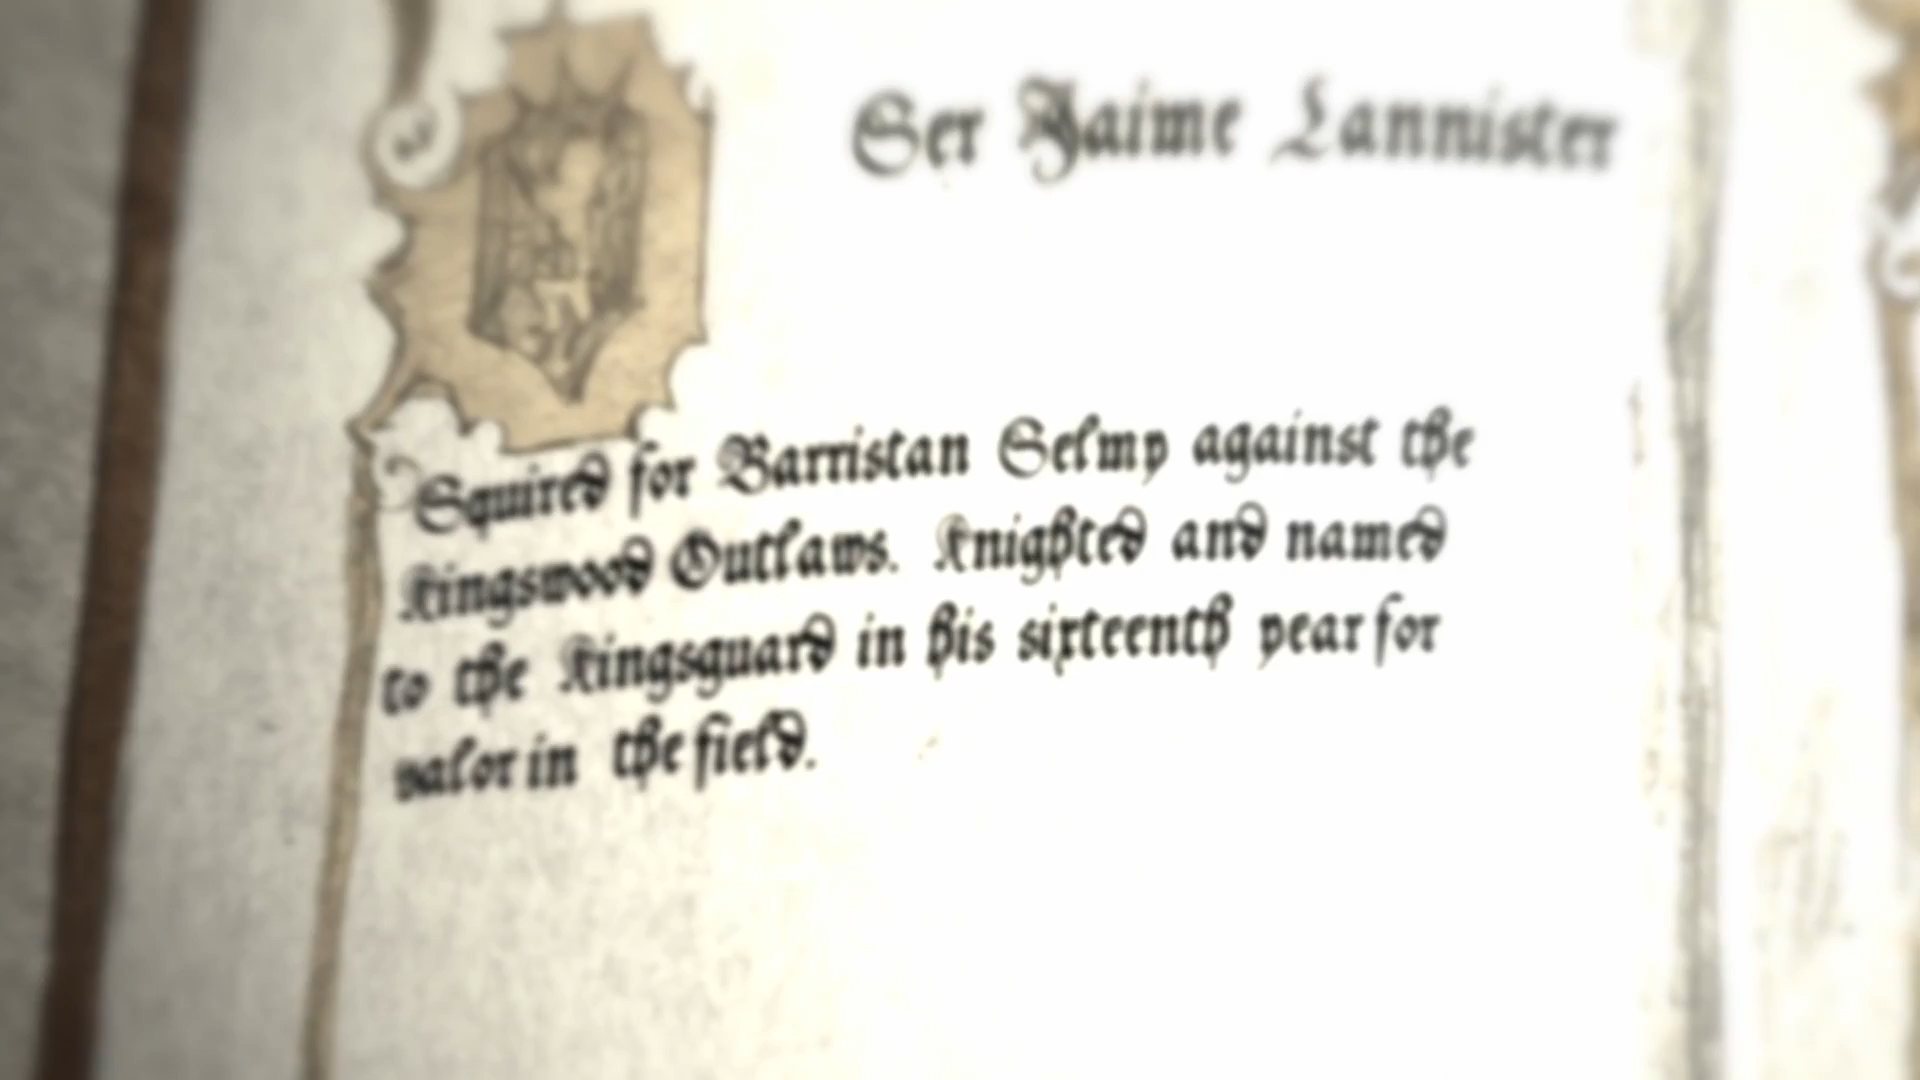 Ser Jaime Lannister
Squired for Barristan Selmy against the
Kingswood Outlaws. Knighted and named
to the Kingsguard in his sixteenth year for
valor in the field.